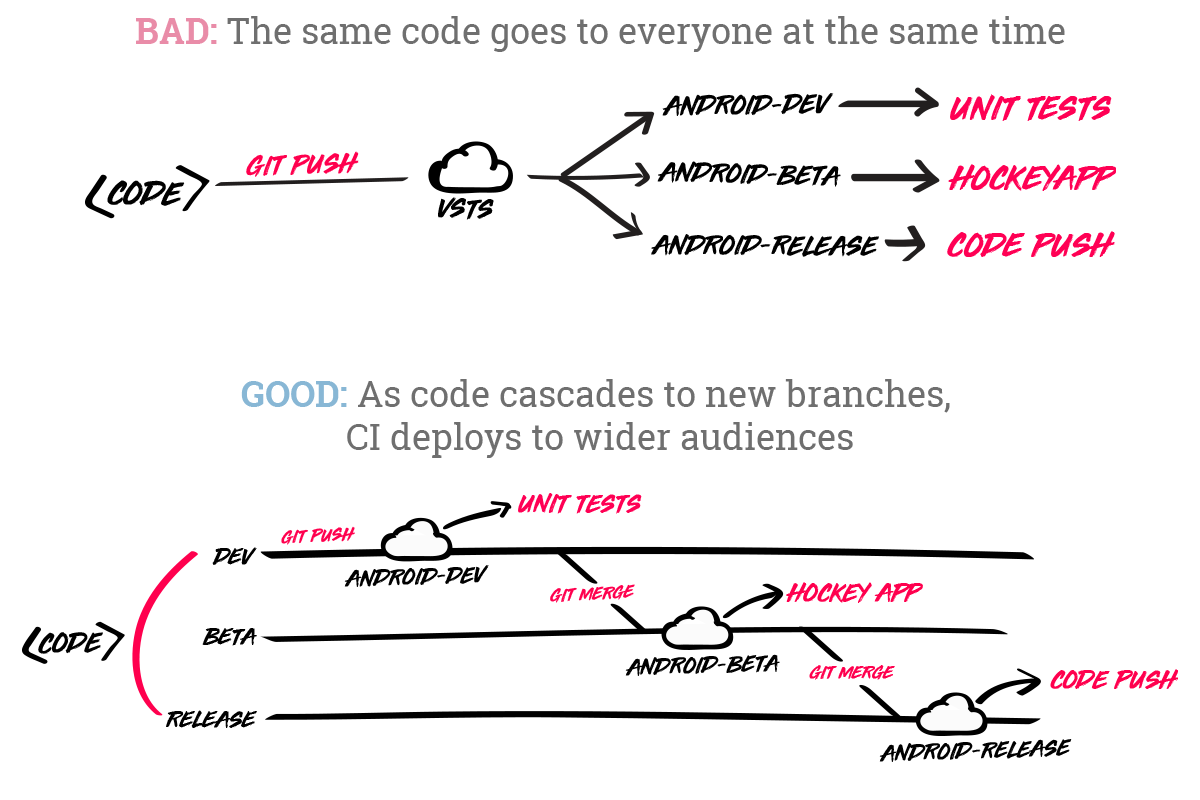 BAD: The same code goes to everyone at the same time
ANDROID-DEV
UNIT TESTS
<CODE>
GIT PUSH
VSTS
ANDROID-BETA
HOCKEYAPP
ANDROID-RELEASE
CODE PUSH
GOOD: As code cascades to new branches,
CI deploys to wider audiences
UNIT TESTS
GIT PUSH
DEV
ANDROID-DEV
GIT MERGE
HOCKEY APP
BETA
<CODE>
ANDROID-BETA
GIT MERGE
CODE PUSH
RELEASE
ANDROID-RELEASE